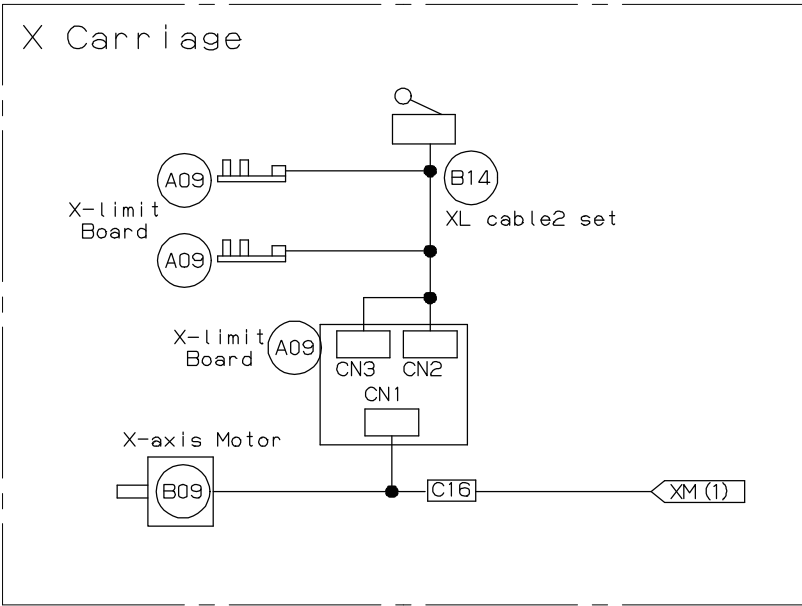 X Carriage
A09
B14
X-limit
Board
XL cable2 set
A09
X-limit
Board
A09
CN3
CN2
CN1
X-axis Motor
B09
C16
XM (1)